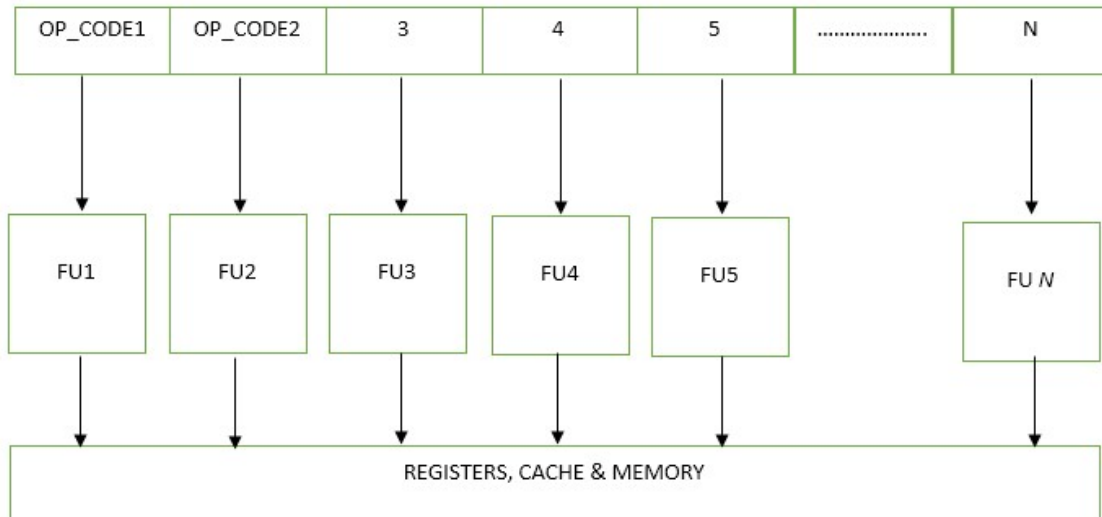 OP_CODE1 OP_CODE2 3 4 5 .................... N
FU1 FU2 FU3 FU4 FU5 FU N
REGISTERS, CACHE & MEMORY